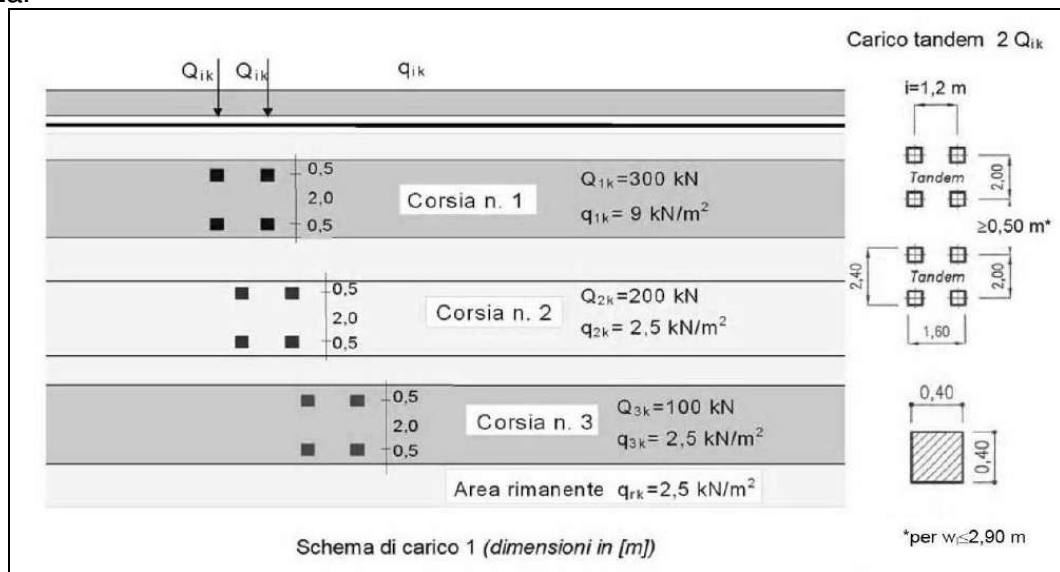 Carico tandem 2 Qik
Qik Qik qik
i=1,2 m
0,5
2,0
0,5
Corsia n. 1
Q1k=300 kN
q1k= 9 kN/m²
Tandem
2,00
≥0,50 m*
0,5
2,0
0,5
Corsia n. 2
Q2k=200 kN
q2k= 2,5 kN/m²
2,40
Tandem
2,00
1,60
0,5
2,0
0,5
Corsia n. 3
Q3k=100 kN
q3k= 2,5 kN/m²
0,40
0,40
Area rimanente qrk=2,5 kN/m²
Schema di carico 1 (dimensioni in [m])
*per wl≤2,90 m